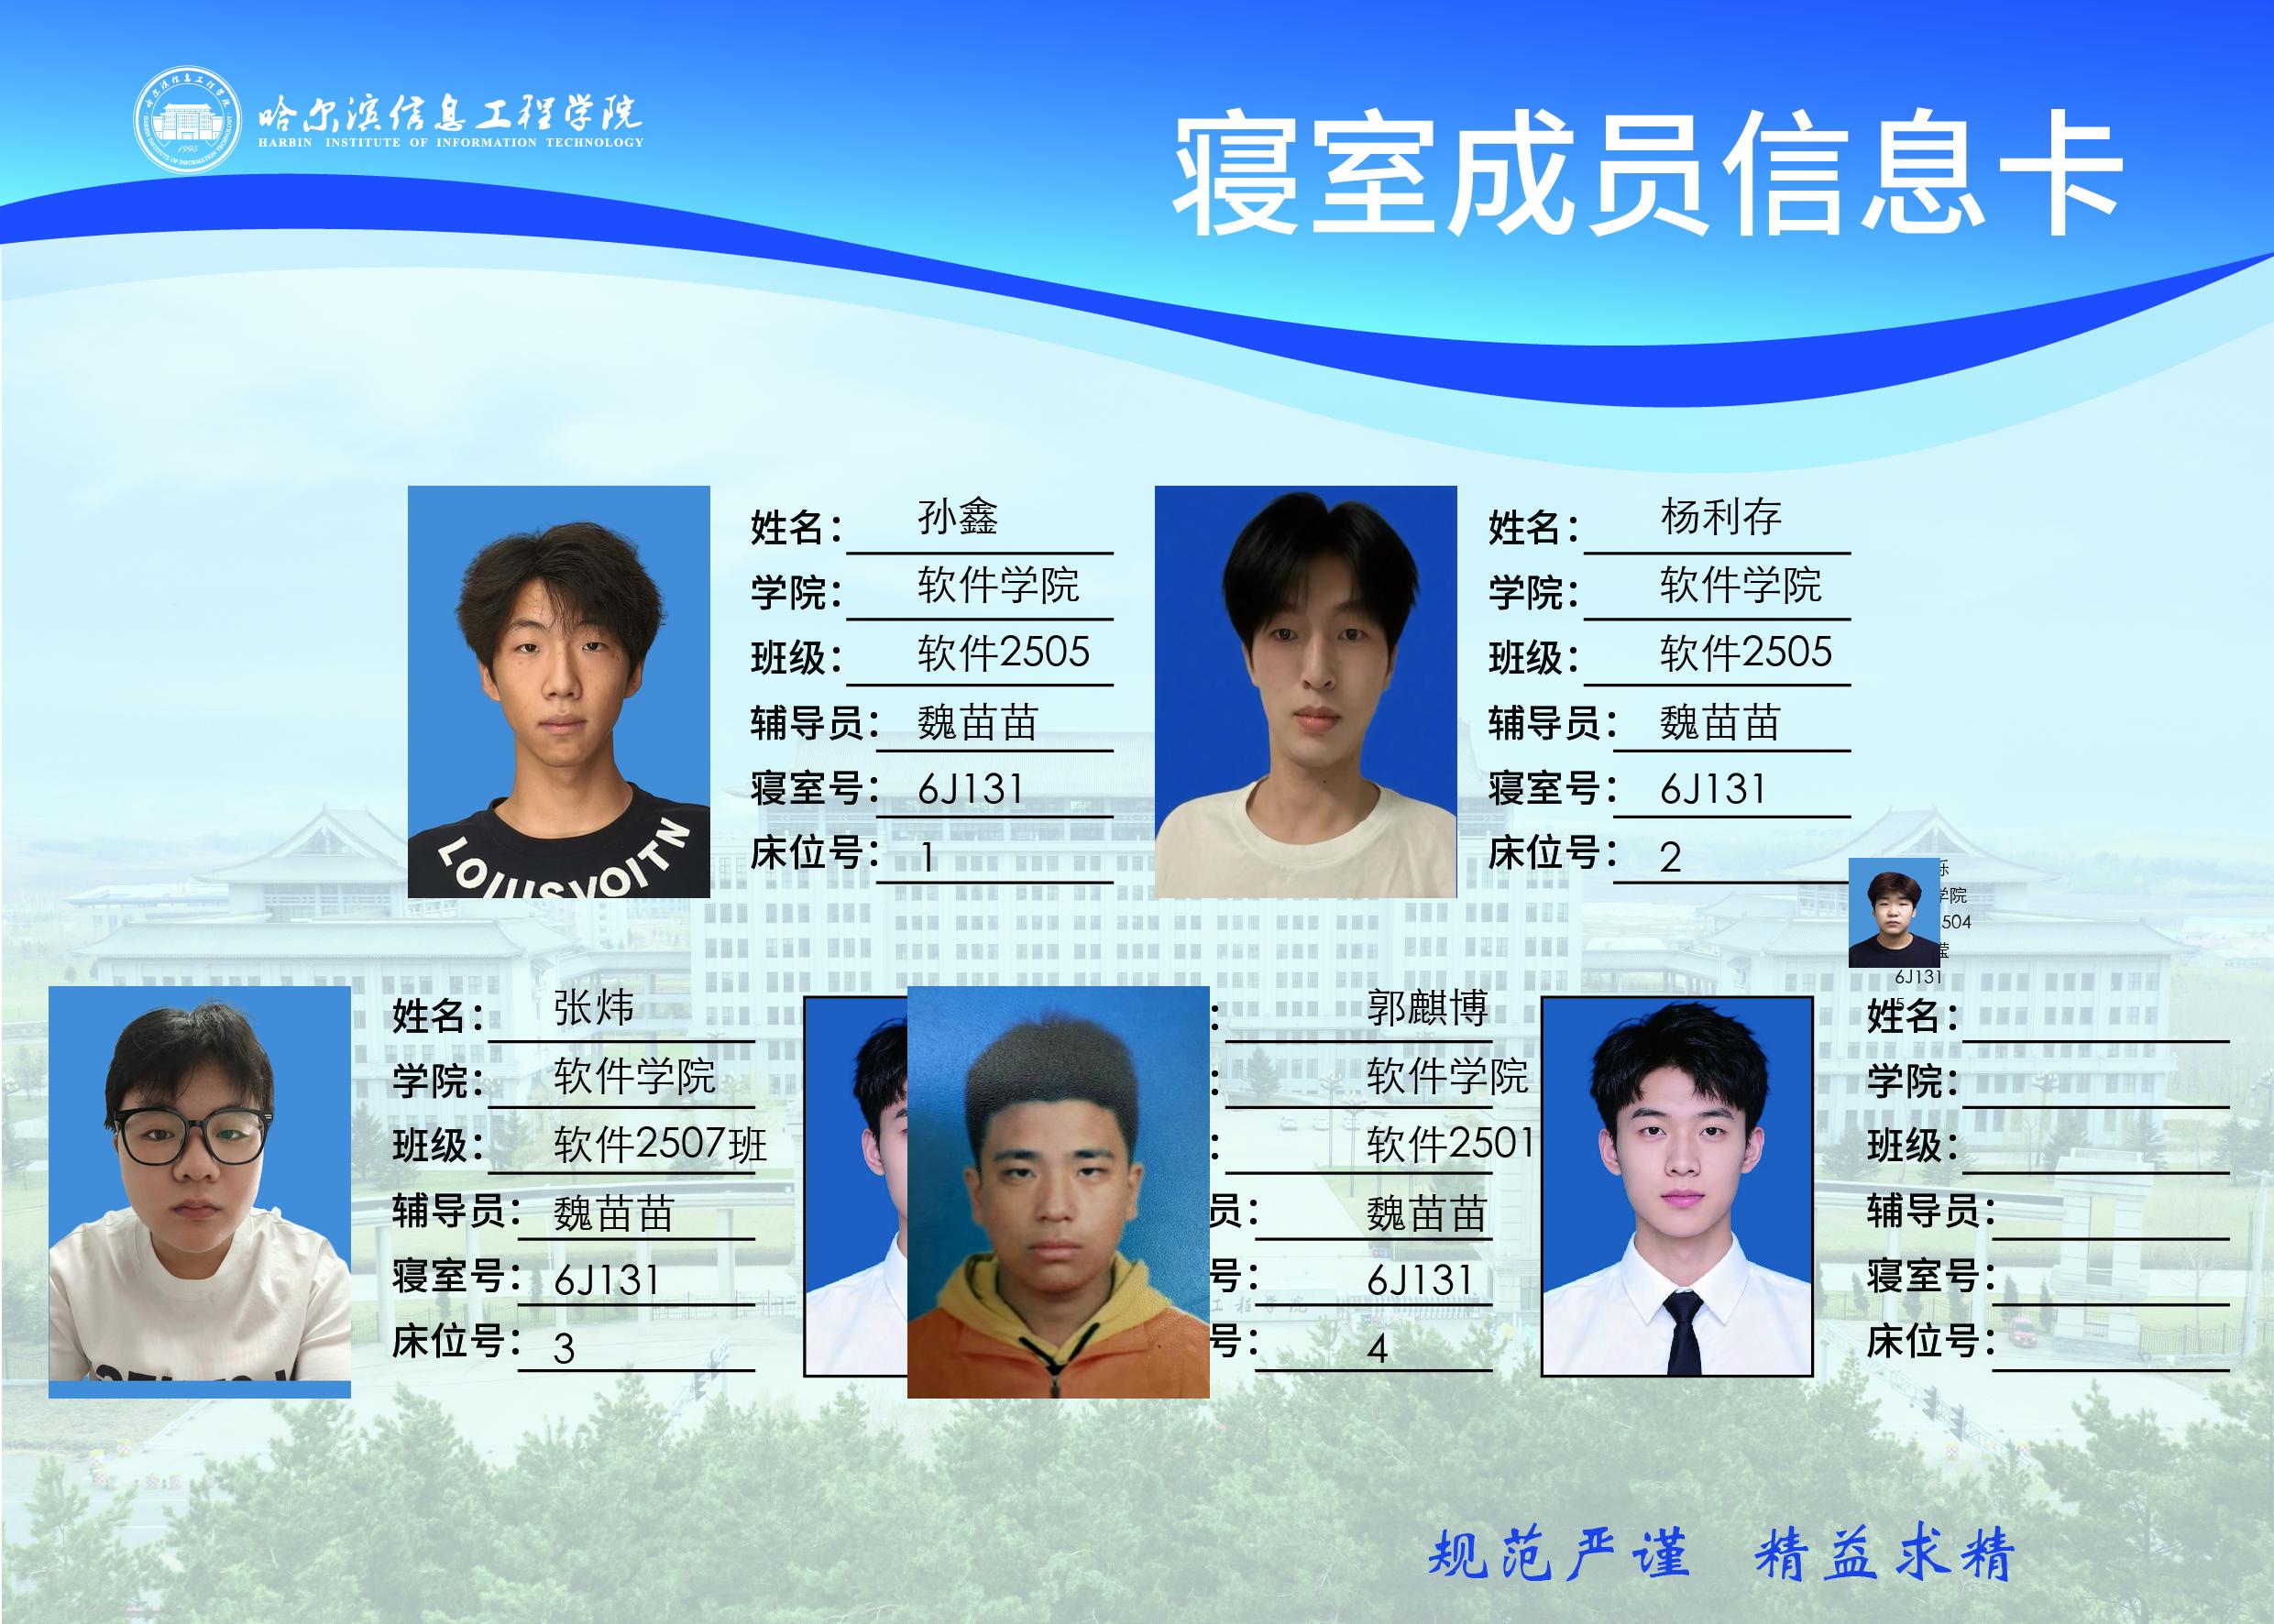 哈尔滨信息工程学院
HARBIN INSTITUTE OF INFORMATION TECHNOLOGY
1995
寝室成员信息卡
姓名： 孙鑫
学院： 软件学院
班级： 软件2505
辅导员： 魏苗苗
寝室号： 6J131
床位号： 1
LOIUSVOITN
姓名： 杨利存
学院： 软件学院
班级： 软件2505
辅导员： 魏苗苗
寝室号： 6J131
床位号： 2
学院
504
莹
6J131
5
姓名： 张炜
学院： 软件学院
班级： 软件2507班
辅导员： 魏苗苗
寝室号： 6J131
床位号： 3
： 郭麒博
： 软件学院
： 软件2501
员： 魏苗苗
号： 6J131
号： 4
姓名：
学院：
班级：
辅导员：
寝室号：
床位号：
规范严谨 精益求精